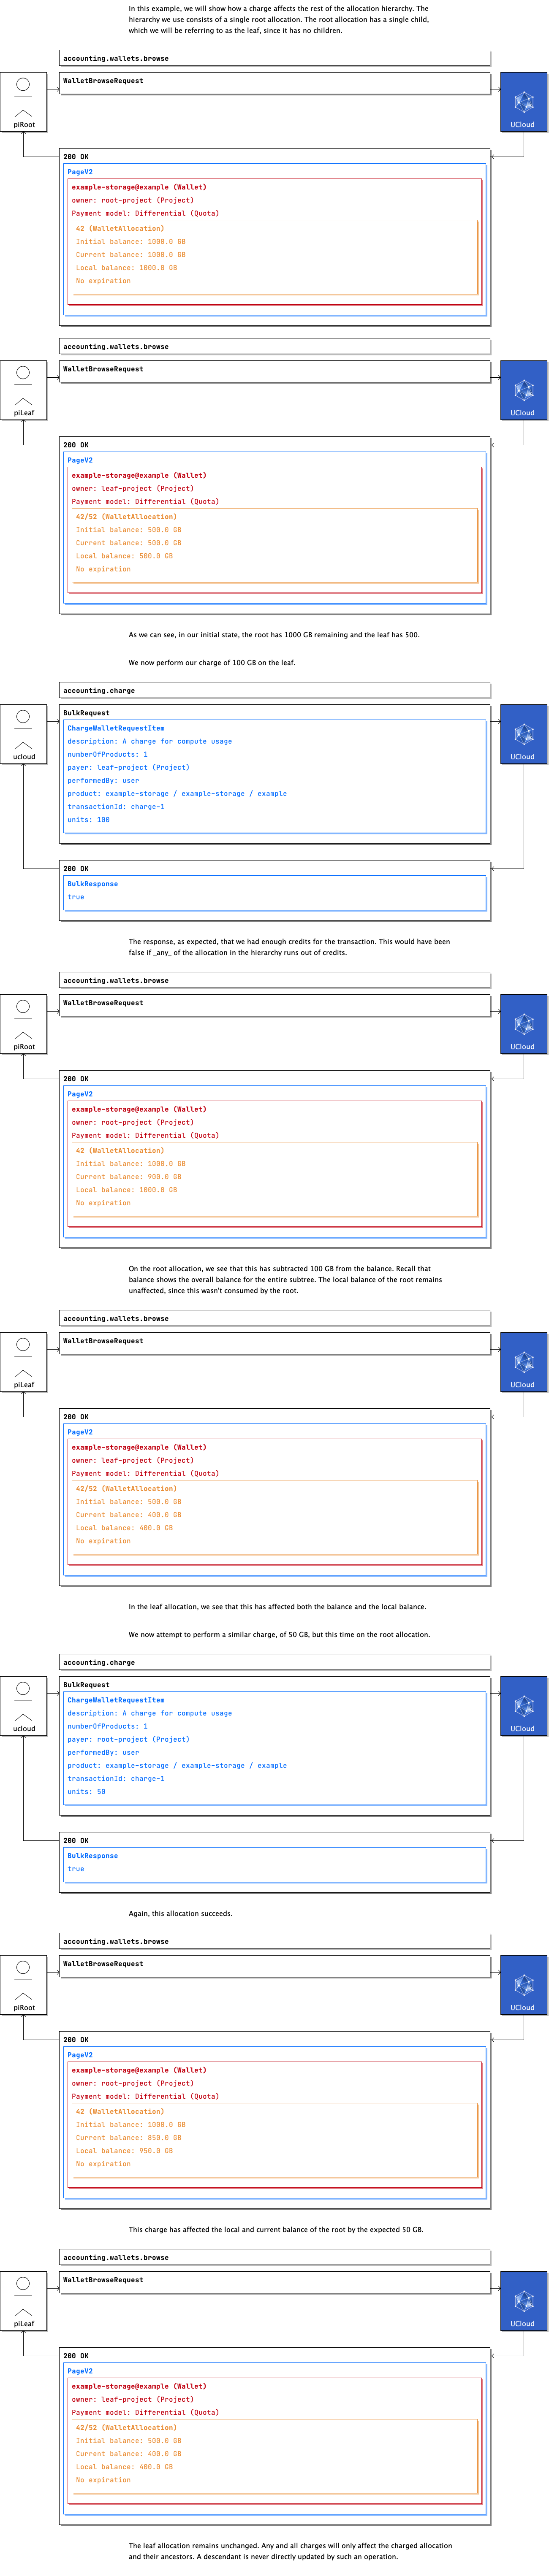 In this example, we will show how a charge affects the rest of the allocation hierarchy. The
hierarchy we use consists of a single root allocation. The root allocation has a single child,
which we will be referring to as the leaf, since it has no children.
accounting.wallets.browse
WalletBrowseRequest
piRoot
UCloud
200 OK
PageV2
example-storage@example (Wallet)
owner: root-project (Project)
Payment model: Differential (Quota)
42 (WalletAllocation)
Initial balance: 1000.0 GB
Current balance: 1000.0 GB
Local balance: 1000.0 GB
No expiration
accounting.wallets.browse
WalletBrowseRequest
piLeaf
UCloud
200 OK
PageV2
example-storage@example (Wallet)
owner: leaf-project (Project)
Payment model: Differential (Quota)
42/52 (WalletAllocation)
Initial balance: 500.0 GB
Current balance: 500.0 GB
Local balance: 500.0 GB
No expiration
As we can see, in our initial state, the root has 1000 GB remaining and the leaf has 500.
We now perform our charge of 100 GB on the leaf.
accounting.charge
BulkRequest
ChargeWalletRequestItem
description: A charge for compute usage
numberOfProducts: 1
payer: leaf-project (Project)
performedBy: user
product: example-storage / example-storage / example
transactionId: charge-1
units: 100
ucloud
UCloud
200 OK
BulkResponse
true
The response, as expected, that we had enough credits for the transaction. This would have been
false if _any_ of the allocation in the hierarchy runs out of credits.
accounting.wallets.browse
WalletBrowseRequest
piRoot
UCloud
200 OK
PageV2
example-storage@example (Wallet)
owner: root-project (Project)
Payment model: Differential (Quota)
42 (WalletAllocation)
Initial balance: 1000.0 GB
Current balance: 900.0 GB
Local balance: 1000.0 GB
No expiration
On the root allocation, we see that this has subtracted 100 GB from the balance. Recall that
balance shows the overall balance for the entire subtree. The local balance of the root remains
unaffected, since this wasn't consumed by the root.
accounting.wallets.browse
WalletBrowseRequest
piLeaf
UCloud
200 OK
PageV2
example-storage@example (Wallet)
owner: leaf-project (Project)
Payment model: Differential (Quota)
42/52 (WalletAllocation)
Initial balance: 500.0 GB
Current balance: 400.0 GB
Local balance: 400.0 GB
No expiration
In the leaf allocation, we see that this has affected both the balance and the local balance.
We now attempt to perform a similar charge, of 50 GB, but this time on the root allocation.
accounting.charge
BulkRequest
ChargeWalletRequestItem
description: A charge for compute usage
numberOfProducts: 1
payer: root-project (Project)
performedBy: user
product: example-storage / example-storage / example
transactionId: charge-1
units: 50
ucloud
UCloud
200 OK
BulkResponse
true
Again, this allocation succeeds.
accounting.wallets.browse
WalletBrowseRequest
piRoot
UCloud
200 OK
PageV2
example-storage@example (Wallet)
owner: root-project (Project)
Payment model: Differential (Quota)
42 (WalletAllocation)
Initial balance: 1000.0 GB
Current balance: 850.0 GB
Local balance: 950.0 GB
No expiration
This charge has affected the local and current balance of the root by the expected 50 GB.
accounting.wallets.browse
WalletBrowseRequest
piLeaf
UCloud
200 OK
PageV2
example-storage@example (Wallet)
owner: leaf-project (Project)
Payment model: Differential (Quota)
42/52 (WalletAllocation)
Initial balance: 500.0 GB
Current balance: 400.0 GB
Local balance: 400.0 GB
No expiration
The leaf allocation remains unchanged. Any and all charges will only affect the charged allocation
and their ancestors. A descendant is never directly updated by such an operation.